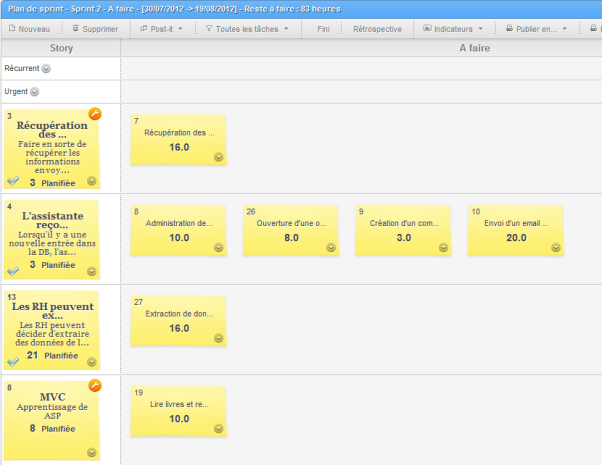 Plan de sprint - Sprint 2 - A faire - [30/07/2012 -> 19/08/2012] - Reste à faire : 83 heures
Nouveau Supprimer Post-it Toutes les tâches Fini Rétrospective Indicateurs Publier en...
Story A faire
Récurrent
Urgent
3
Récupération
des ...
Faire en sorte de
récupérer les
informations
envoy...
3 Planifiée
7
Récupération des ...
16.0
4
L'assistante
reço...
Lorsqu'il y a une
nouvelle entrée dans
la DB, l'as...
3 Planifiée
8
Administration de...
10.0
26
Ouverture d'une o...
8.0
9
Création d'un com...
3.0
10
Envoi d'un email ...
20.0
13
Les RH peuvent
ex...
Les RH peuvent
décider d'extraire
des données de l...
21 Planifiée
27
Extraction de don...
16.0
8
MVC
Apprentissage de
ASP
8 Planifiée
19
Lire livres et re...
10.0